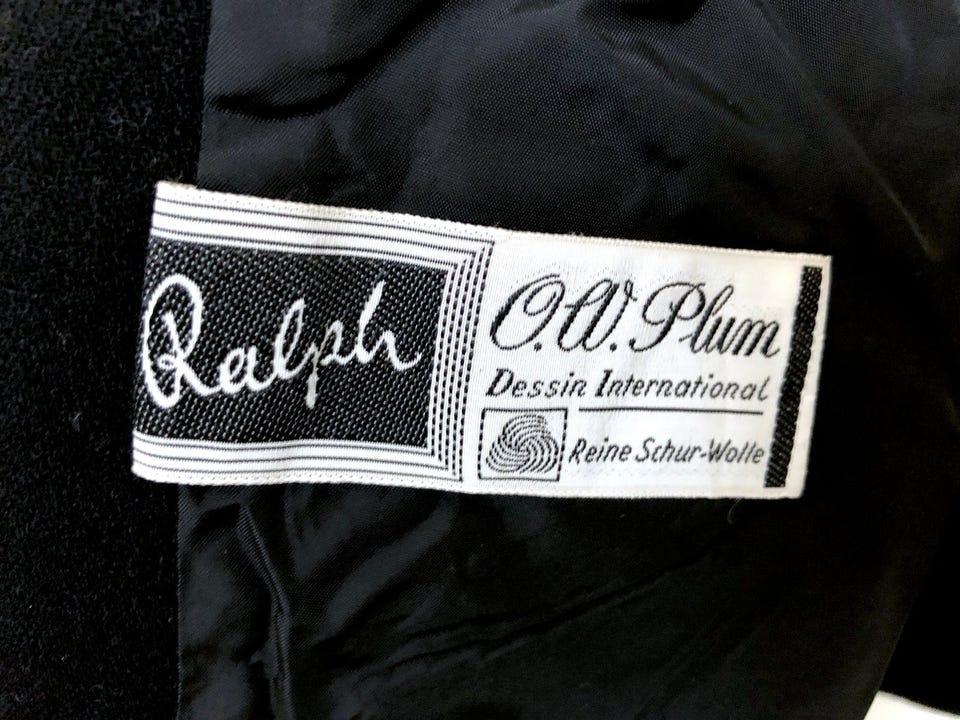 Ralph
O.W. Plum
Dessin International
Reine Schur-Wolle